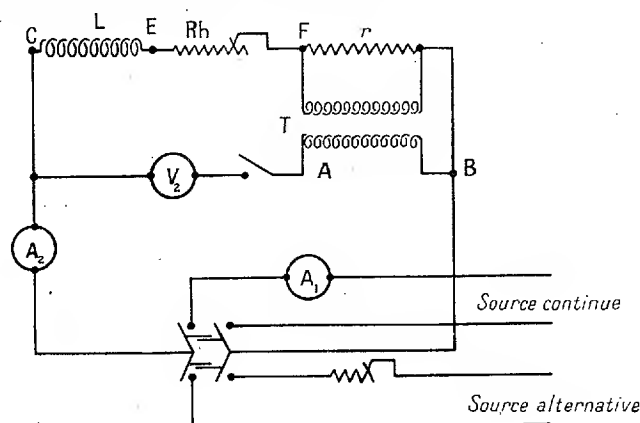 C L E Rh F r
T
A B
V₂
A₂
A₁
Source continue
Source alternative